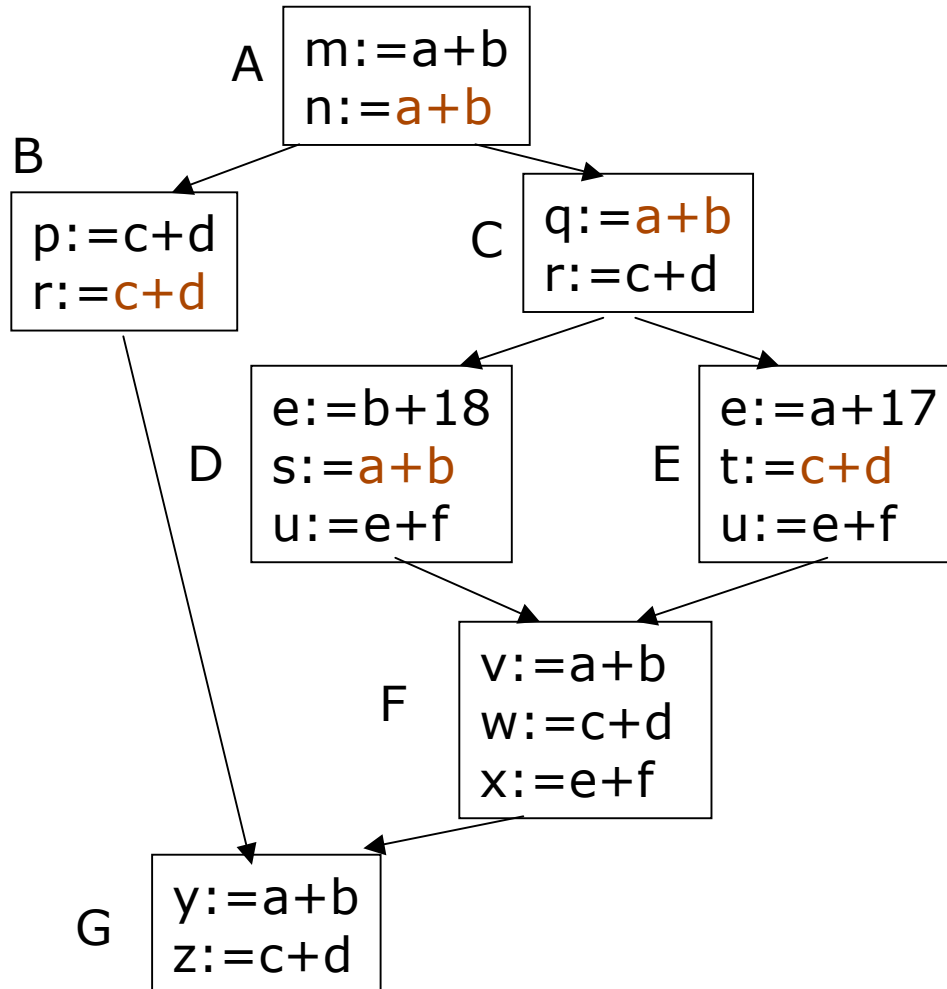 A
m:=a+b
n:=a+b
B
p:=c+d
r:=c+d
C
q:=a+b
r:=c+d
D
e:=b+18
s:=a+b
u:=e+f
E
e:=a+17
t:=c+d
u:=e+f
F
v:=a+b
w:=c+d
x:=e+f
G
y:=a+b
z:=c+d